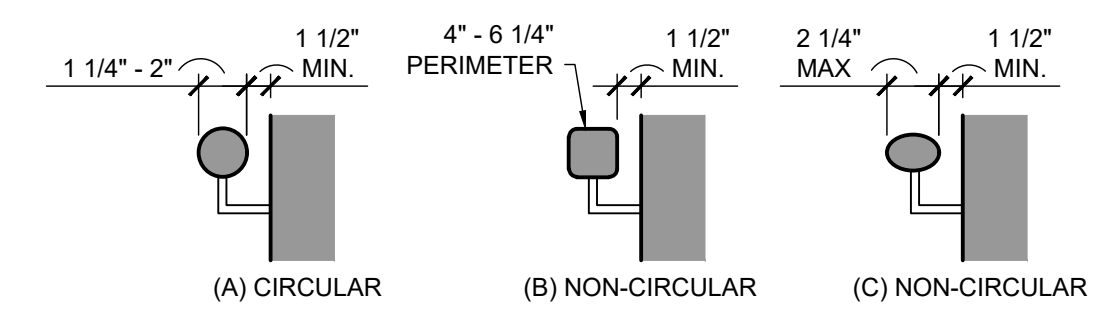 1 1/4" - 2"
1 1/2"
MIN.
(A) CIRCULAR
4" - 6 1/4"
PERIMETER
1 1/2"
MIN.
(B) NON-CIRCULAR
2 1/4"
MAX
1 1/2"
MIN.
(C) NON-CIRCULAR